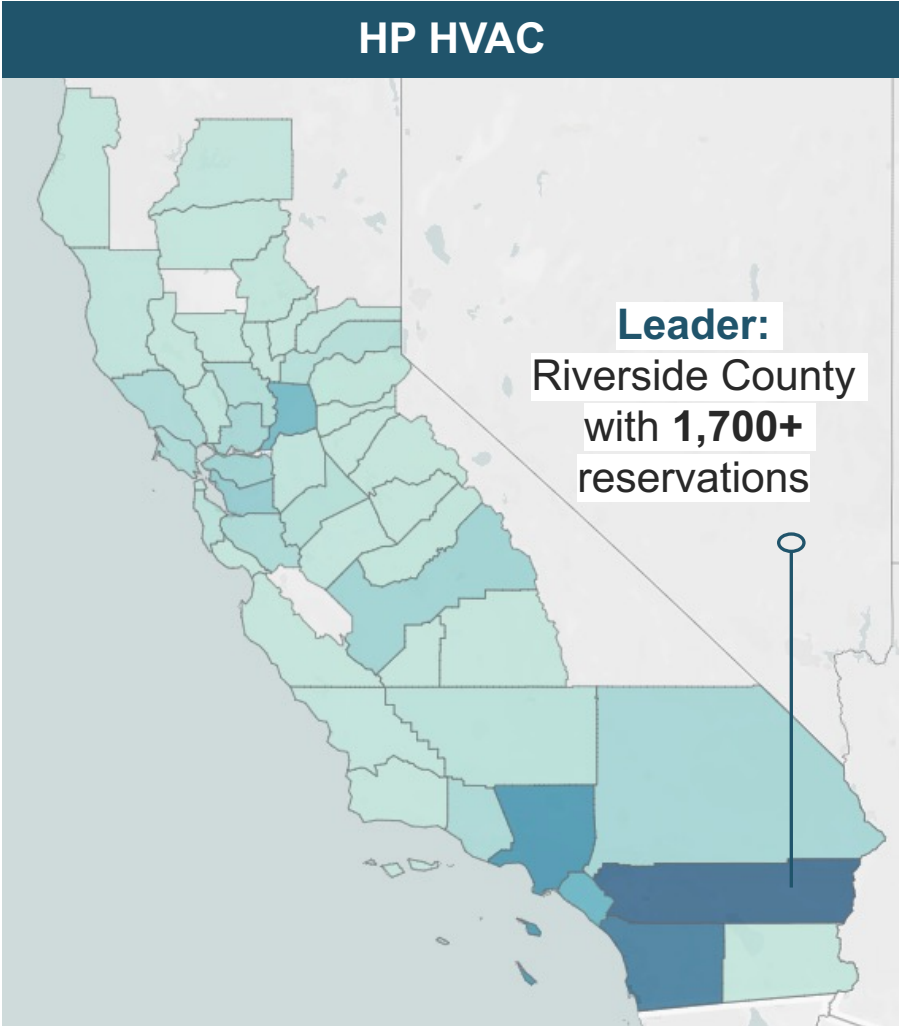 HP HVAC
Leader:
Riverside County
with 1,700+
reservations